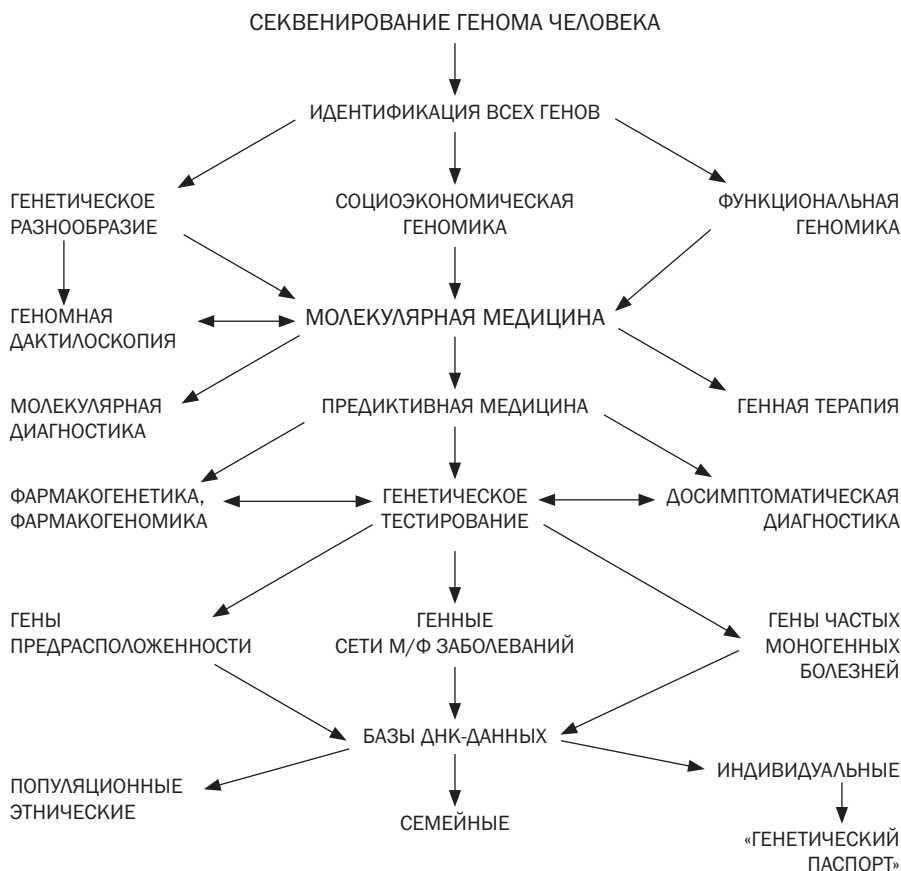 СЕКВЕНИРОВАНИЕ ГЕНОМА ЧЕЛОВЕКА
ИДЕНТИФИКАЦИЯ ВСЕХ ГЕНОВ
ГЕНЕТИЧЕСКОЕ
РАЗНООБРАЗИЕ
СОЦИОЭКОНОМИЧЕСКАЯ
ГЕНОМИКА
ФУНКЦИОНАЛЬНАЯ
ГЕНОМИКА
ГЕНОМНАЯ
ДАКТИЛОСКОПИЯ
МОЛЕКУЛЯРНАЯ МЕДИЦИНА
МОЛЕКУЛЯРНАЯ
ДИАГНОСТИКА
ПРЕДИКТИВНАЯ МЕДИЦИНА
ГЕННАЯ ТЕРАПИЯ
ФАРМАКОГЕНЕТИКА,
ФАРМАКОГЕНОМИКА
ГЕНЕТИЧЕСКОЕ
ТЕСТИРОВАНИЕ
ДОСИМПТОМАТИЧЕСКАЯ
ДИАГНОСТИКА
ГЕНЫ
ПРЕДРАСПОЛОЖЕННОСТИ
ГЕННЫЕ
СЕТИ М/Ф ЗАБОЛЕВАНИЙ
ГЕНЫ ЧАСТЫХ
МОНОГЕННЫХ
БОЛЕЗНЕЙ
БАЗЫ ДНК-ДАННЫХ
ПОПУЛЯЦИОННЫЕ
ЭТНИЧЕСКИЕ
СЕМЕЙНЫЕ
ИНДИВИДУАЛЬНЫЕ
«ГЕНЕТИЧЕСКИЙ
ПАСПОРТ»